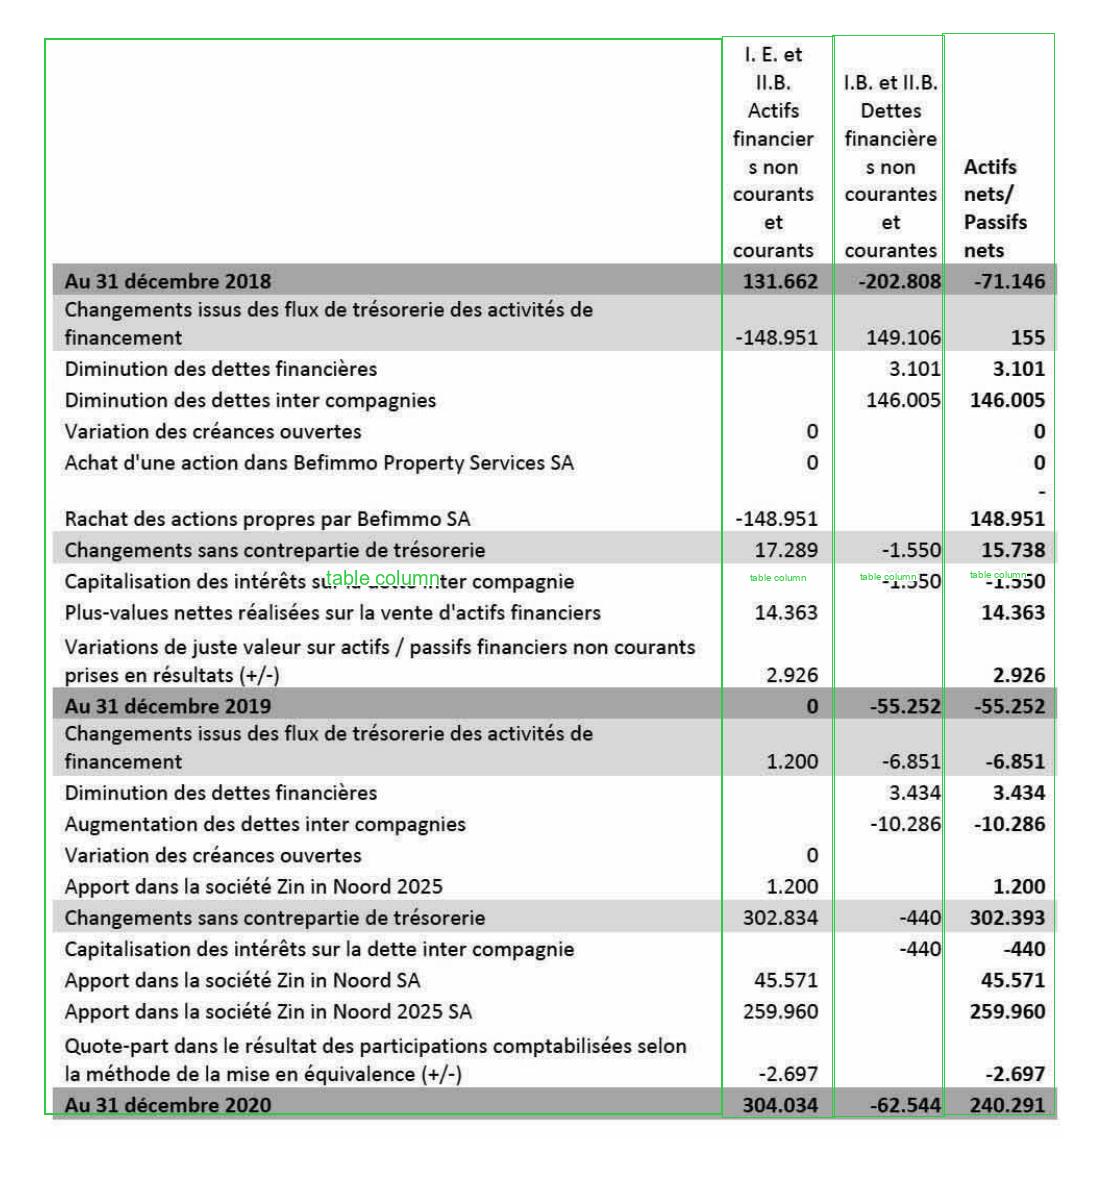 I. E. et
II.B.
Actifs
financier
s non
courants
et
courants
I.B. et II.B.
Dettes
financière
s non
courantes
et
courantes
Actifs
nets/
Passifs
nets
Au 31 décembre 2018 131.662 -202.808 -71.146
Changements issus des flux de trésorerie des activités de
financement -148.951 149.106 155
Diminution des dettes financières 3.101 3.101
Diminution des dettes inter compagnies 146.005 146.005
Variation des créances ouvertes 0 0
Achat d'une action dans Befimmo Property Services SA 0 0
-
Rachat des actions propres par Befimmo SA -148.951 148.951
Changements sans contrepartie de trésorerie 17.289 -1.550 15.738
Capitalisation des intérêts sur la dette inter compagnie -1.550 -1.550
table column table column table column table column
Plus-values nettes réalisées sur la vente d'actifs financiers 14.363 14.363
Variations de juste valeur sur actifs / passifs financiers non courants
prises en résultats (+/-) 2.926 2.926
Au 31 décembre 2019 0 -55.252 -55.252
Changements issus des flux de trésorerie des activités de
financement 1.200 -6.851 -6.851
Diminution des dettes financières 3.434 3.434
Augmentation des dettes inter compagnies -10.286 -10.286
Variation des créances ouvertes 0
Apport dans la société Zin in Noord 2025 1.200 1.200
Changements sans contrepartie de trésorerie 302.834 -440 302.393
Capitalisation des intérêts sur la dette inter compagnie -440 -440
Apport dans la société Zin in Noord SA 45.571 45.571
Apport dans la société Zin in Noord 2025 SA 259.960 259.960
Quote-part dans le résultat des participations comptabilisées selon
la méthode de la mise en équivalence (+/-) -2.697 -2.697
Au 31 décembre 2020 304.034 -62.544 240.291